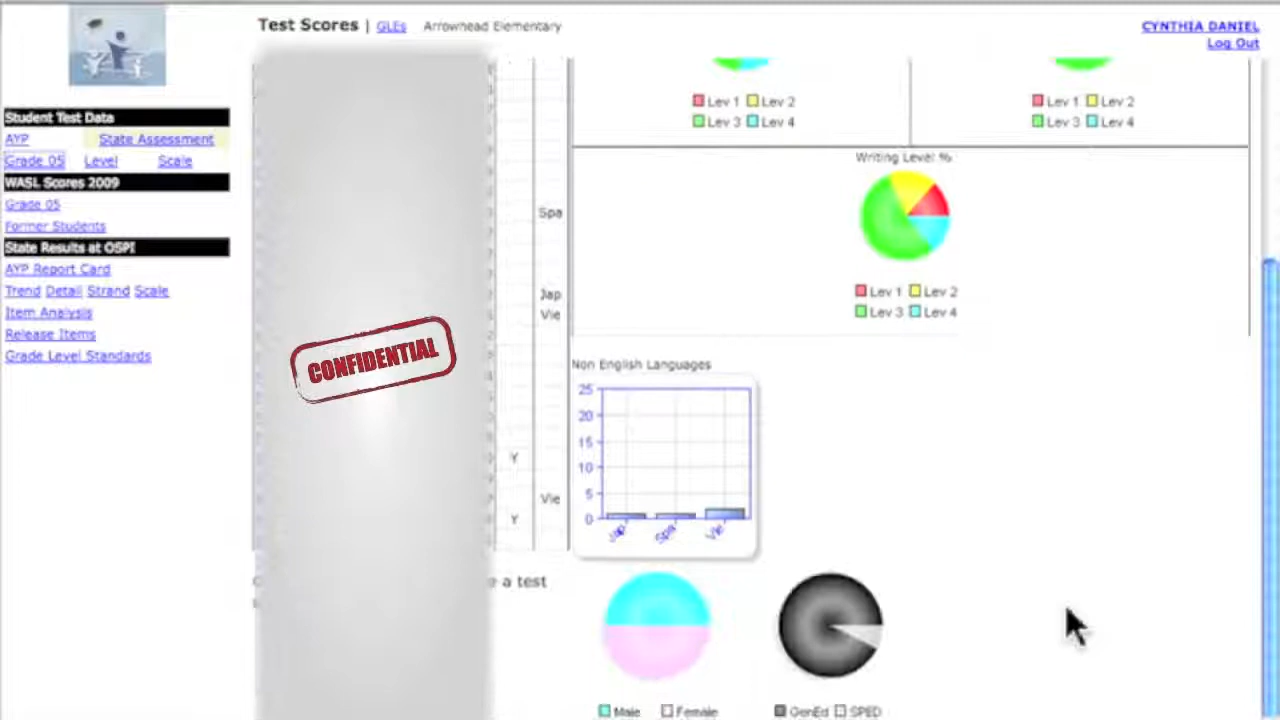 Test Scores | GLEs Arrowhead Elementary
CYNTHIA DANIEL
Log Out
Student Test Data
AYP State Assessment
Grade 05 Level Scale
WASL Scores 2009
Grade 05
Former Students
State Results at OSPI
AYP Report Card
Trend Detail Strand Scale
Item Analysis
Release Items
Grade Level Standards
CONFIDENTIAL
Spa
Jap
Vie
Y
Vie
Y
e a test
Lev 1 Lev 2
Lev 3 Lev 4
Lev 1 Lev 2
Lev 3 Lev 4
Writing Level %
Lev 1 Lev 2
Lev 3 Lev 4
Non English Languages
25
20
15
10
5
0
Jap Spa Vie
Male Female
GenEd SPED